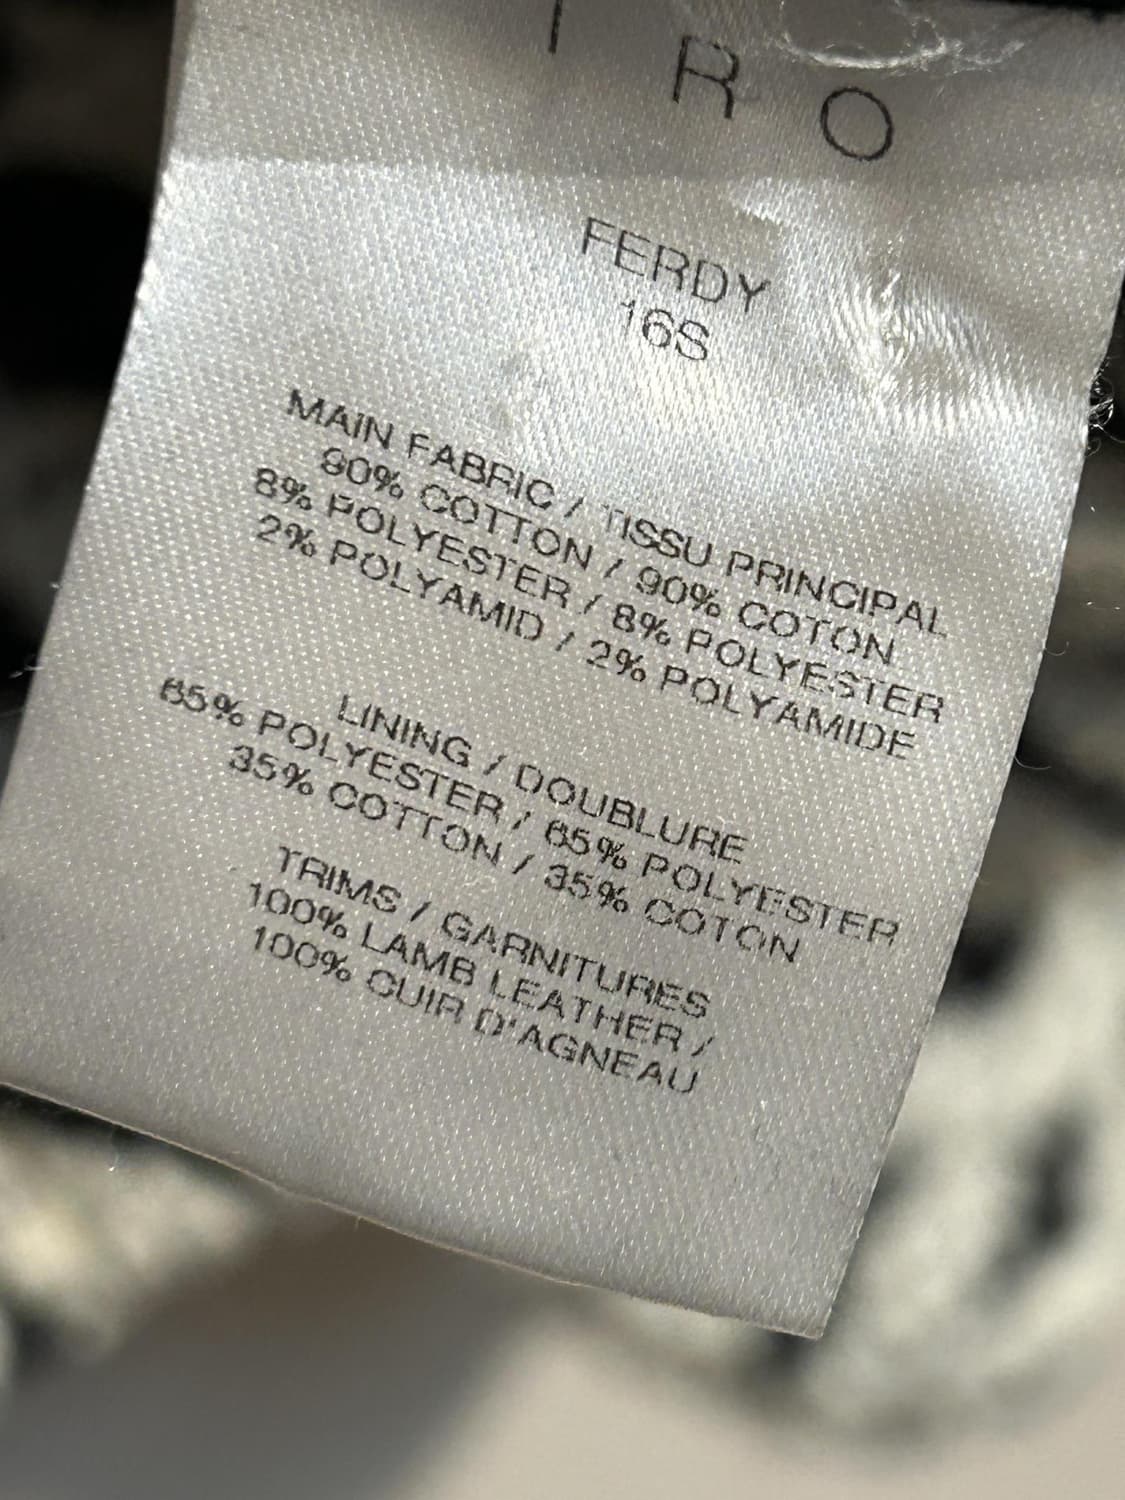 I R O
FERDY
16S
MAIN FABRIC / TISSU PRINCIPAL
90% COTTON / 90% COTON
8% POLYESTER / 8% POLYESTER
2% POLYAMID / 2% POLYAMIDE
LINING / DOUBLURE
65% POLYESTER / 65% POLYESTER
35% COTTON / 35% COTON
TRIMS / GARNITURES
100% LAMB LEATHER /
100% CUIR D'AGNEAU